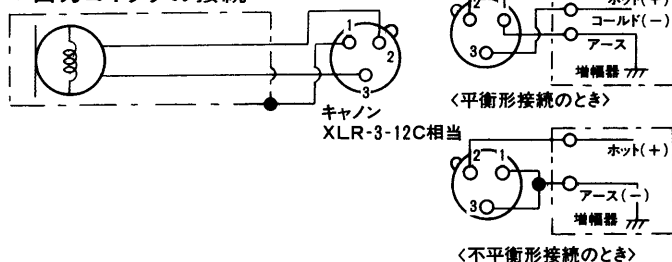 ホット(+)
コールド(−)
アース
増幅器
2 1
3
〈平衡形接続のとき〉
1
2
3
キャノン
XLR-3-12C相当
2 1
3
ホット(+)
アース(−)
増幅器
〈不平衡形接続のとき〉